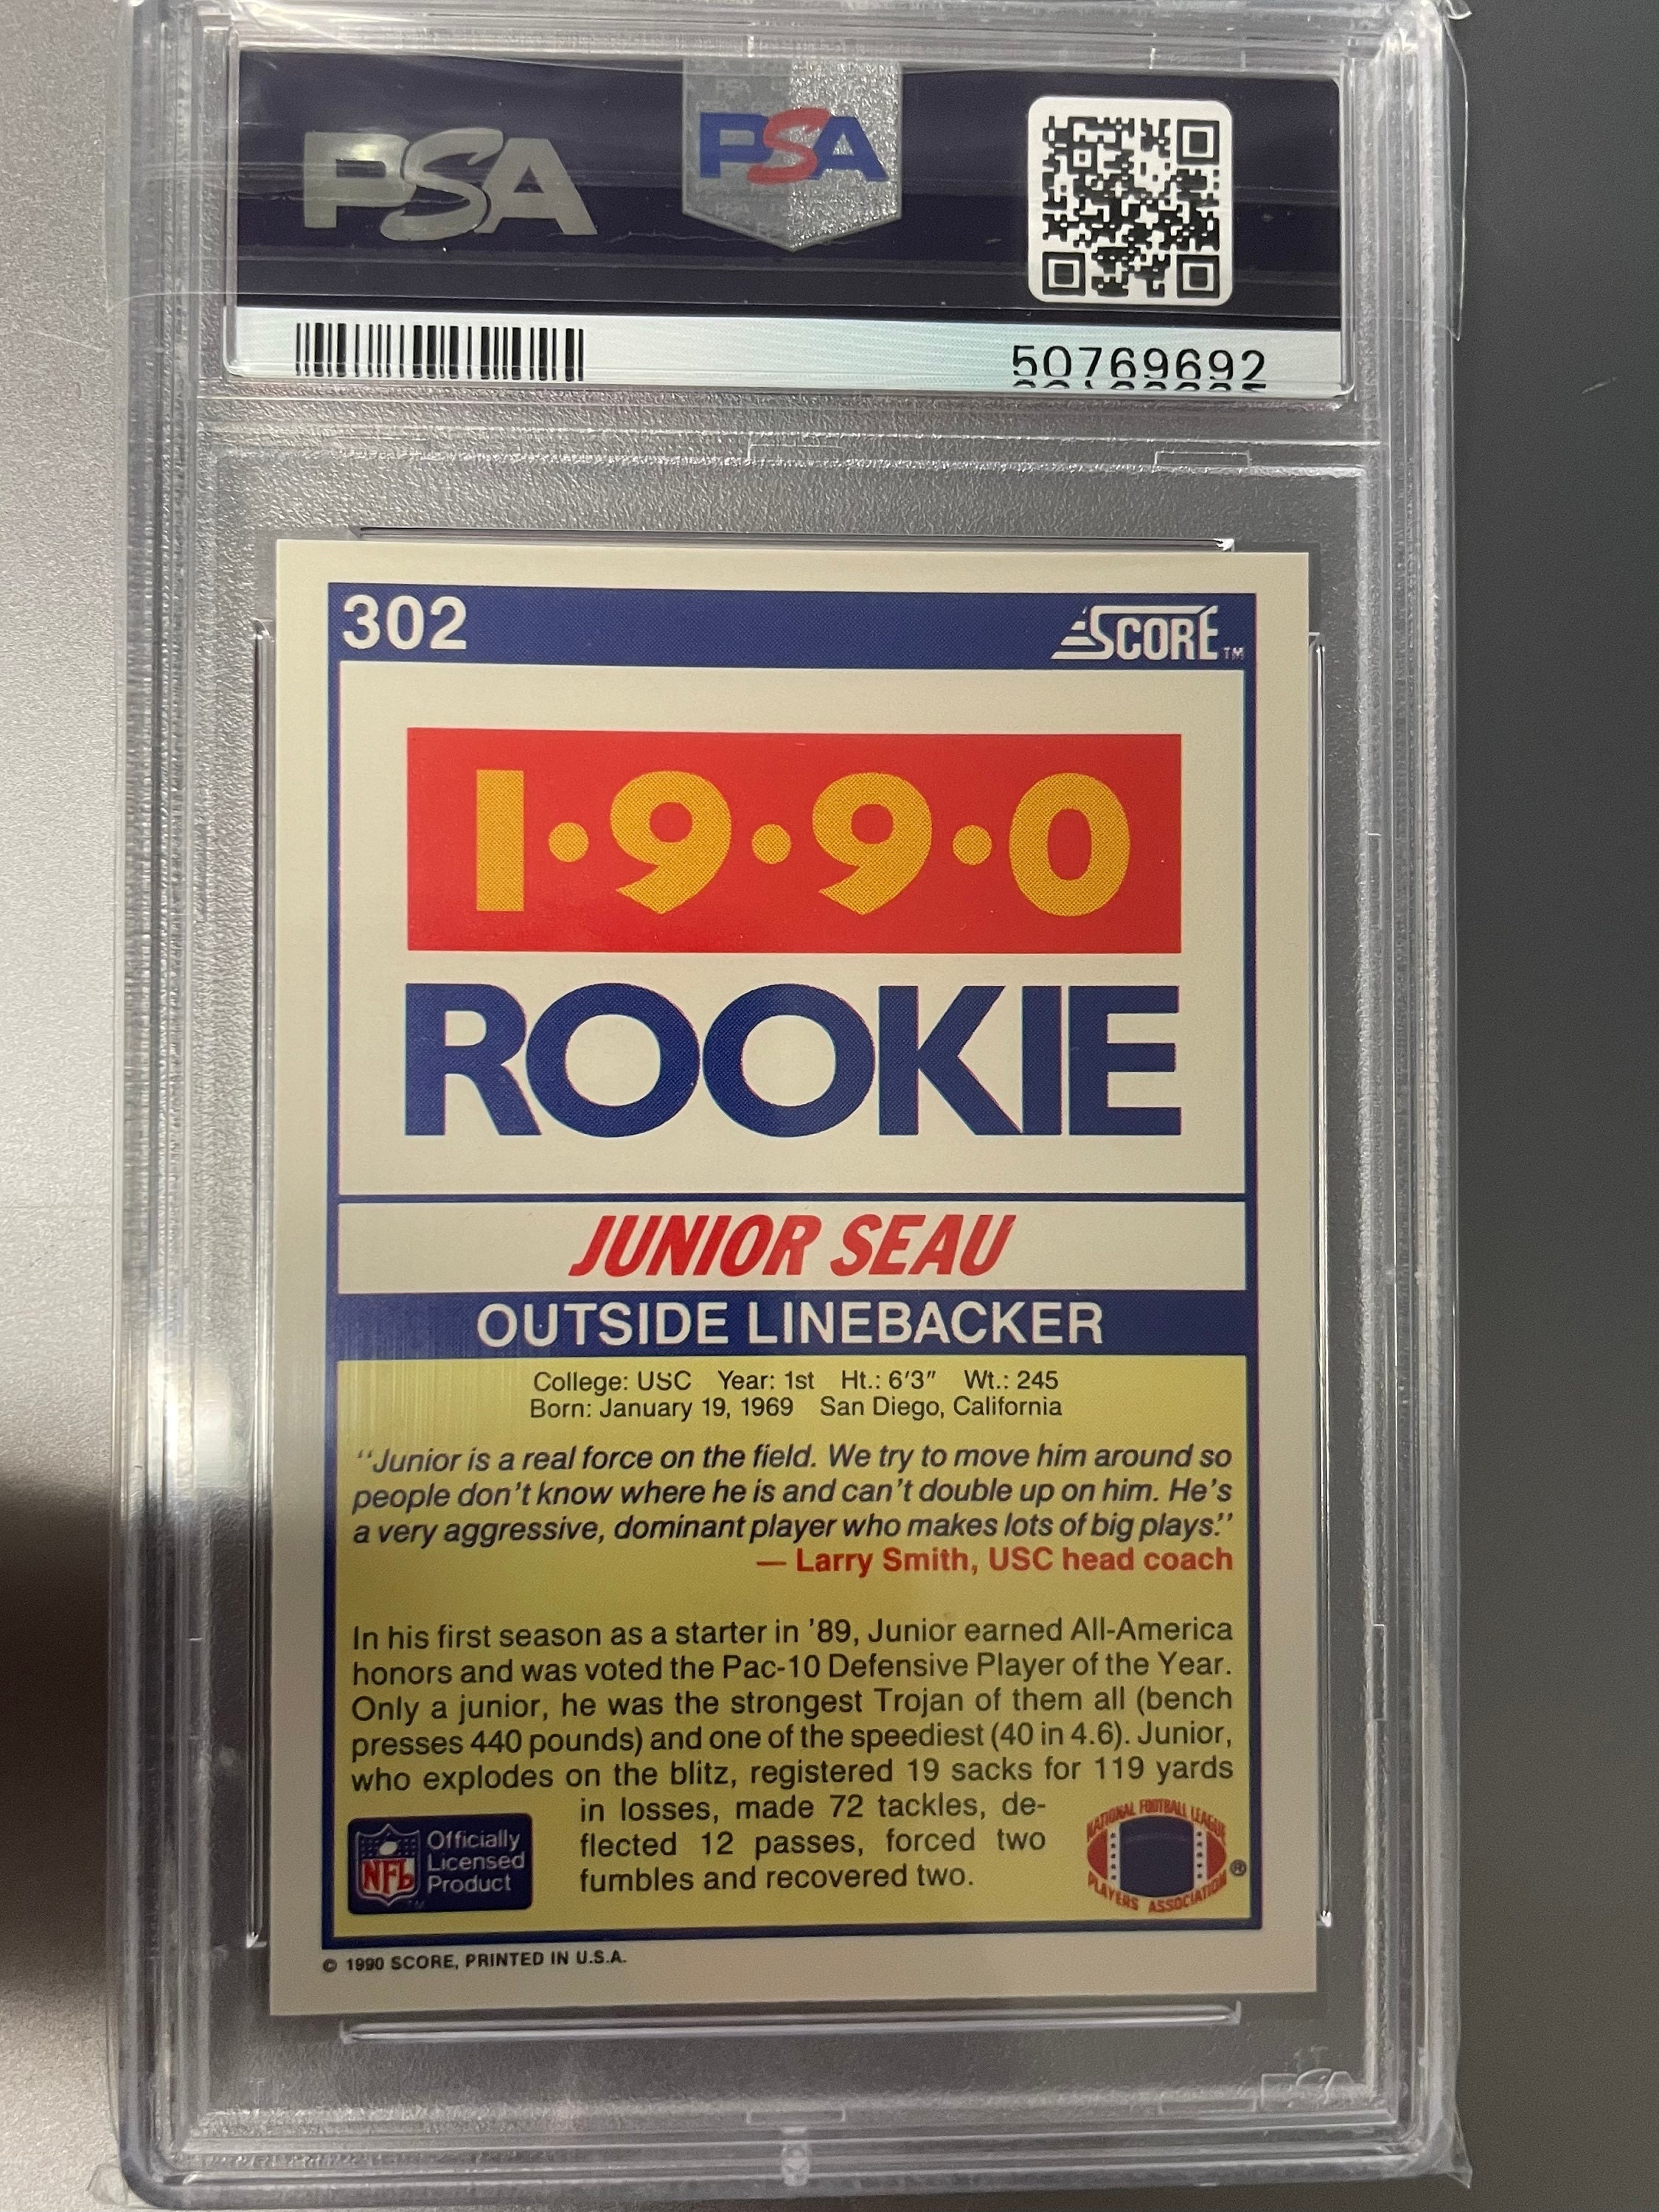 PSA
PSA
50769692
302
SCORE™
1•9•9•0
ROOKIE
JUNIOR SEAU
OUTSIDE LINEBACKER
College: USC Year: 1st Ht.: 6'3" Wt.: 245
Born: January 19, 1969 San Diego, California
"Junior is a real force on the field. We try to move him around so
people don't know where he is and can't double up on him. He's
a very aggressive, dominant player who makes lots of big plays."
— Larry Smith, USC head coach
In his first season as a starter in '89, Junior earned All-America
honors and was voted the Pac-10 Defensive Player of the Year.
Only a junior, he was the strongest Trojan of them all (bench
presses 440 pounds) and one of the speediest (40 in 4.6). Junior,
who explodes on the blitz, registered 19 sacks for 119 yards
in losses, made 72 tackles, de-
flected 12 passes, forced two
fumbles and recovered two.
NFL
Officially
Licensed
Product
NATIONAL FOOTBALL LEAGUE
PLAYERS ASSOCIATION
®
© 1990 SCORE, PRINTED IN U.S.A.
PSA